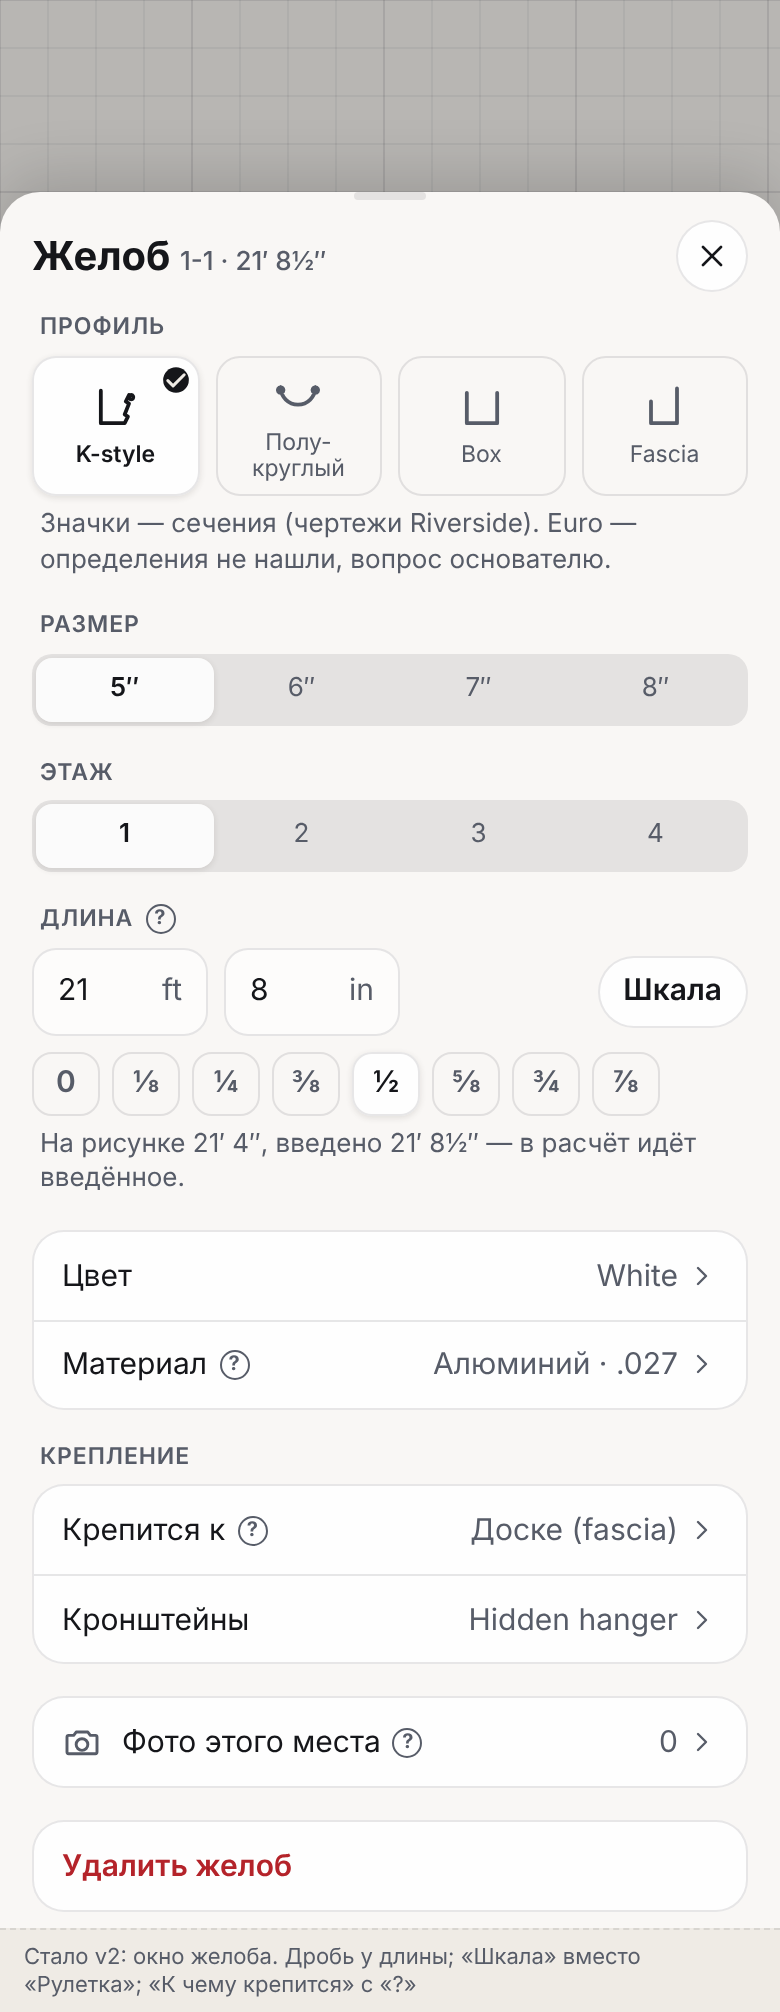 Желоб 1-1 · 21′ 8½″
ПРОФИЛЬ
K-style
Полу-
круглый
Box
Fascia
Значки — сечения (чертежи Riverside). Euro —
определения не нашли, вопрос основателю.
РАЗМЕР
5″ 6″ 7″ 8″
ЭТАЖ
1 2 3 4
ДЛИНА ?
21 ft 8 in Шкала
0 ⅛ ¼ ⅜ ½ ⅝ ¾ ⅞
На рисунке 21′ 4″, введено 21′ 8½″ — в расчёт идёт
введённое.
Цвет White
Материал ? Алюминий · .027
КРЕПЛЕНИЕ
Крепится к ? Доске (fascia)
Кронштейны Hidden hanger
Фото этого места ? 0
Удалить желоб
Стало v2: окно желоба. Дробь у длины; «Шкала» вместо
«Рулетка»; «К чему крепится» с «?»